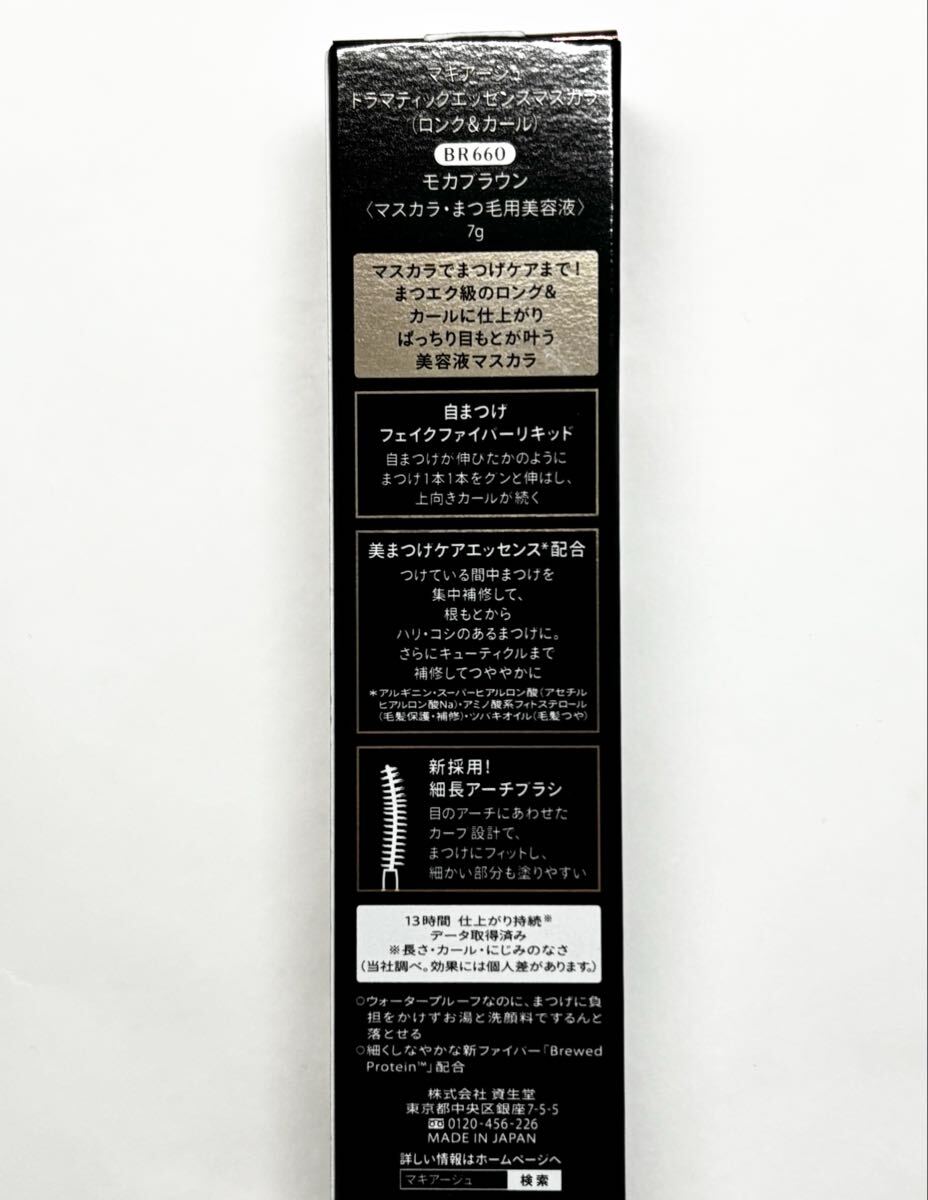 マキアージュ
ドラマティックエッセンスマスカラ
(ロング&カール)
BR660
モカブラウン
〈マスカラ・まつ毛用美容液〉
7g
マスカラでまつげケアまで!
まつエク級のロング&
カールに仕上がり
ぱっちり目もとが叶う
美容液マスカラ
自まつげ
フェイクファイバーリキッド
自まつげが伸びたかのように
まつげ1本1本をグンと伸ばし、
上向きカールが続く
美まつげケアエッセンス*配合
つけている間中まつげを
集中補修して、
根もとから
ハリ・コシのあるまつげに。
さらにキューティクルまで
補修してつややかに
*アルギニン・スーパーヒアルロン酸(アセチル
ヒアルロン酸Na)・アミノ酸系フィトステロール
(毛髪保護・補修)・ツバキオイル(毛髪つや)
新採用!
細長アーチブラシ
目のアーチにあわせた
カーブ設計で、
まつげにフィットし、
細かい部分も塗りやすい
13時間 仕上がり持続※
データ取得済み
※長さ・カール・にじみのなさ
(当社調べ。効果には個人差があります。)
○ウォータープルーフなのに、まつげに負
担をかけずお湯と洗顔料でするんと
落とせる
○細くしなやかな新ファイバー「Brewed
Protein™」配合
株式会社 資生堂
東京都中央区銀座7-5-5
0120-456-226
MADE IN JAPAN
詳しい情報はホームページへ
マキアージュ 検索